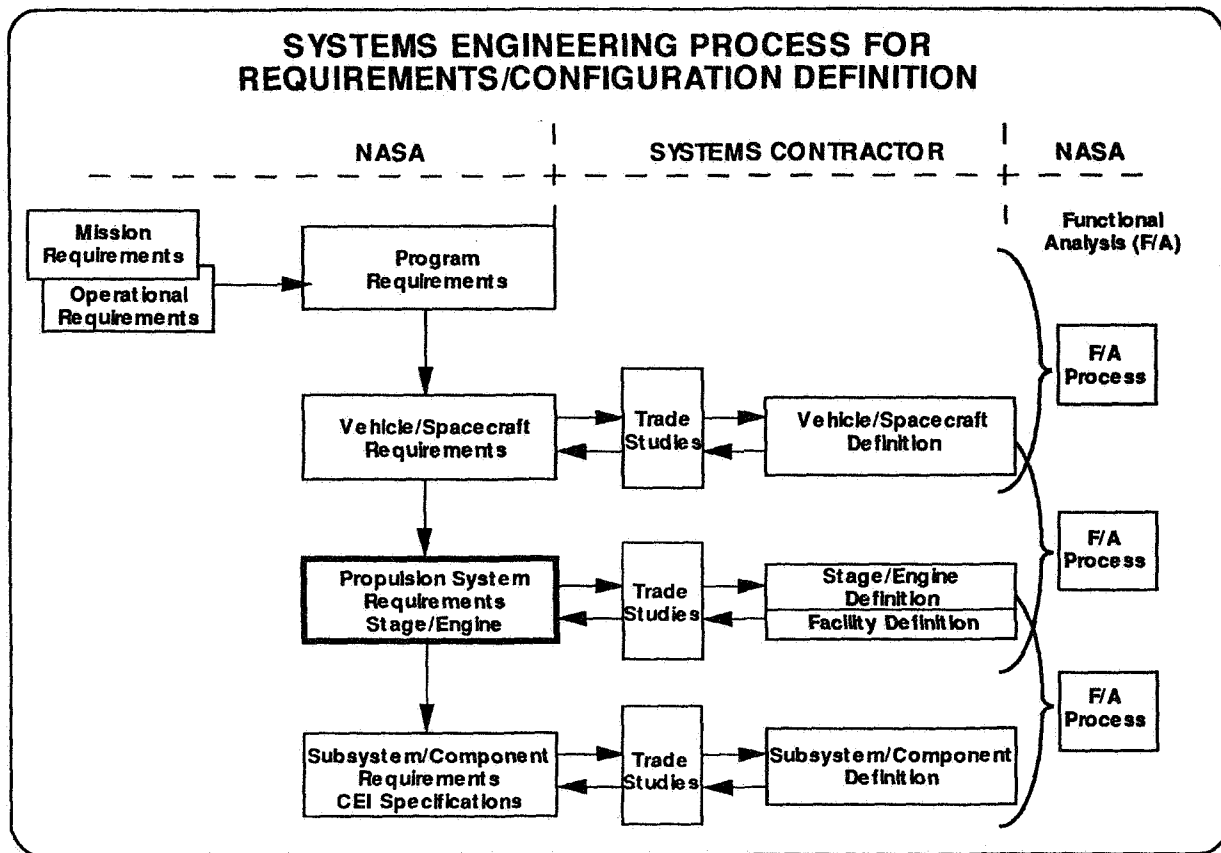 SYSTEMS ENGINEERING PROCESS FOR
REQUIREMENTS/CONFIGURATION DEFINITION
NASA
SYSTEMS CONTRACTOR
NASA
Functional
Analysis (F/A)
Mission
Requirements
Operational
Requirements
Program
Requirements
F/A
Process
Vehicle/Spacecraft
Requirements
Trade
Studies
Vehicle/Spacecraft
Definition
F/A
Process
Propulsion System
Requirements
Stage/Engine
Trade
Studies
Stage/Engine
Definition
Facility Definition
F/A
Process
Subsystem/Component
Requirements
CEI Specifications
Trade
Studies
Subsystem/Component
Definition